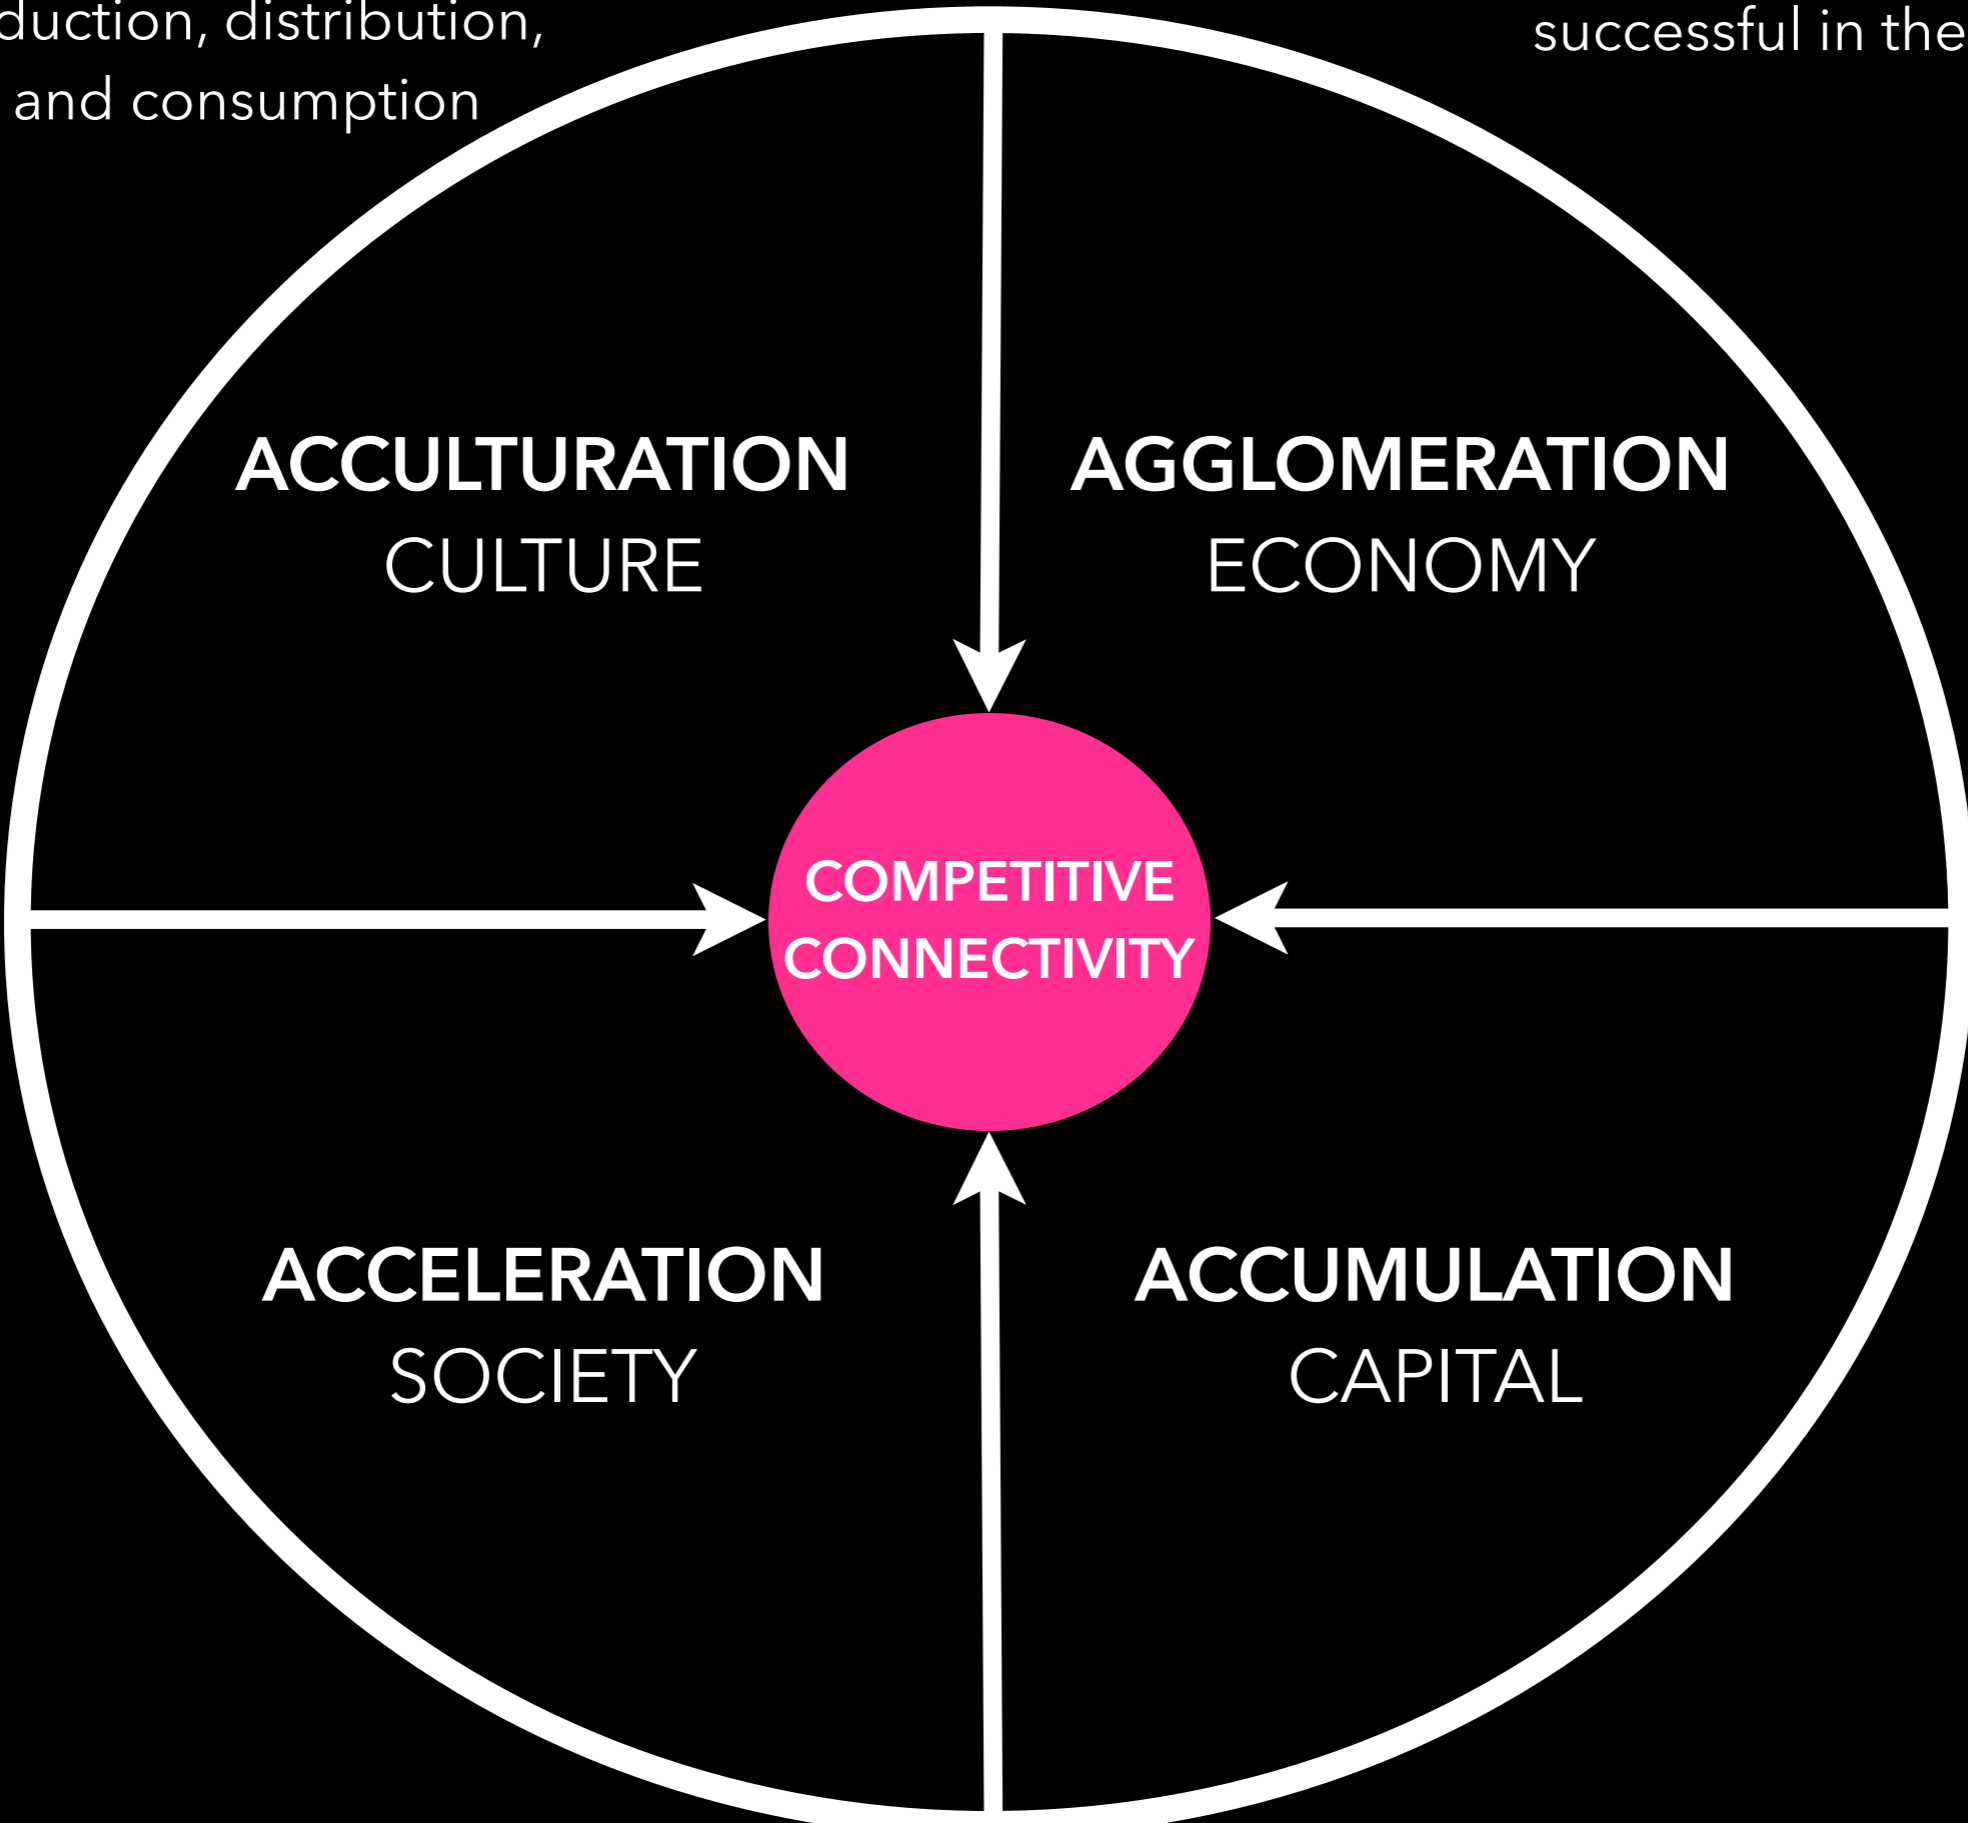 duction, distribution,
and consumption
successful in the
ACCULTURATION
CULTURE
AGGLOMERATION
ECONOMY
COMPETITIVE
CONNECTIVITY
ACCELERATION
SOCIETY
ACCUMULATION
CAPITAL